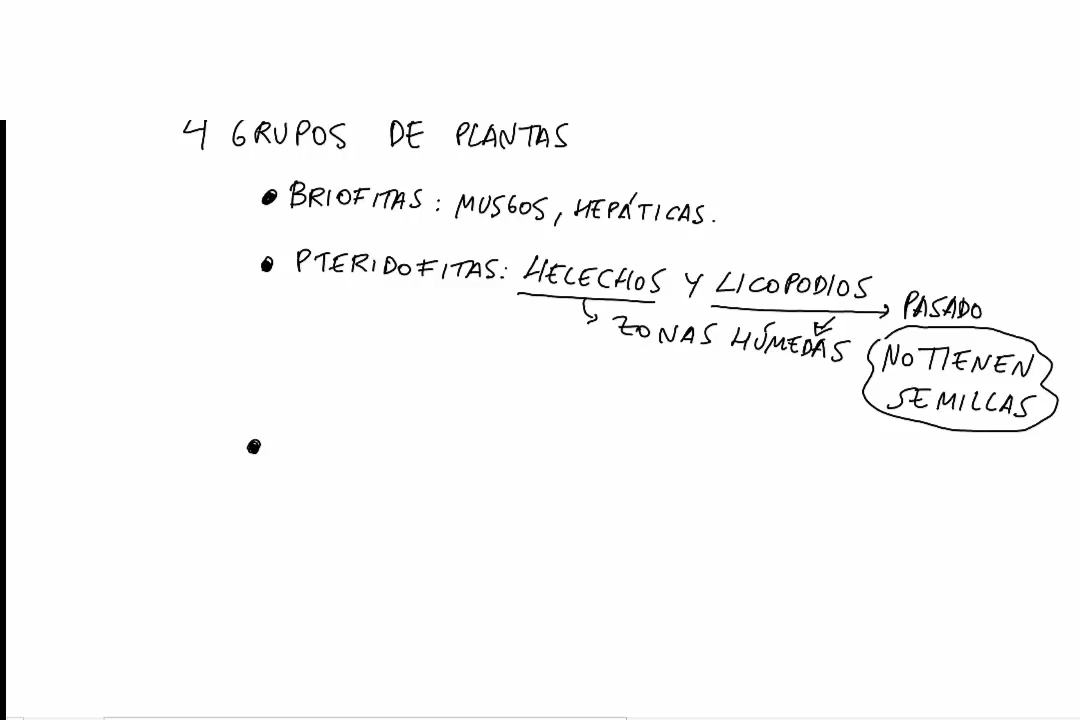 4 GRUPOS DE PLANTAS
• BRIOFITAS: MUSGOS, HEPÁTICAS.
• PTERIDOFITAS: HELECHOS Y LICOPODIOS → PASADO
↳ ZONAS HÚMEDAS
NO TIENEN
SEMILLAS
•